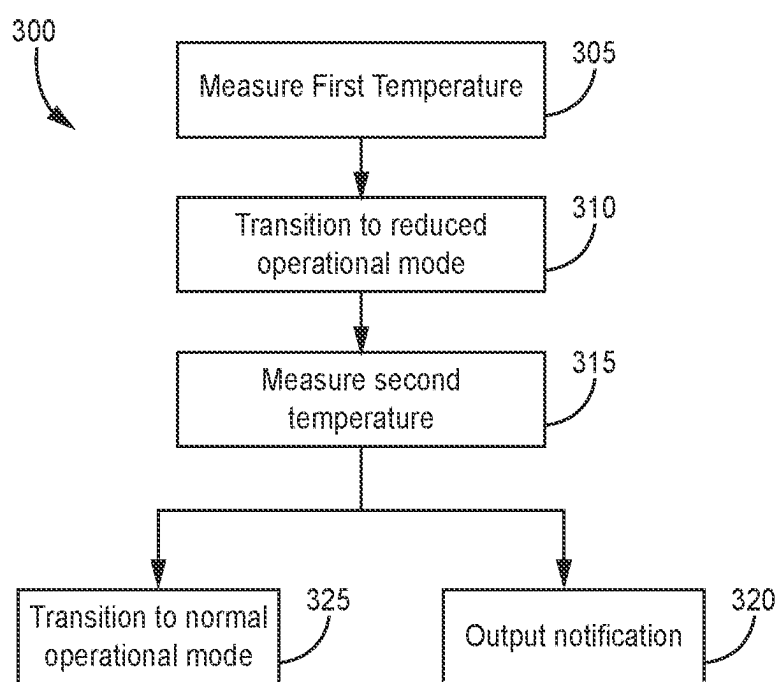 300
Measure First Temperature
305
Transition to reduced
operational mode
310
Measure second
temperature
315
Transition to normal
operational mode
325
Output notification
320